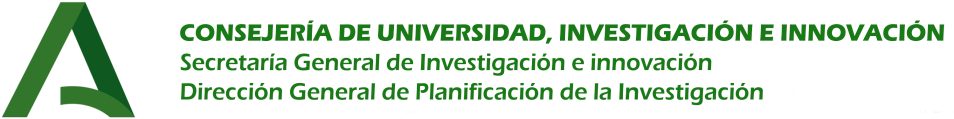 CONSEJERÍA DE UNIVERSIDAD, INVESTIGACIÓN E INNOVACIÓN
Secretaría General de Investigación e innovación
Dirección General de Planificación de la Investigación